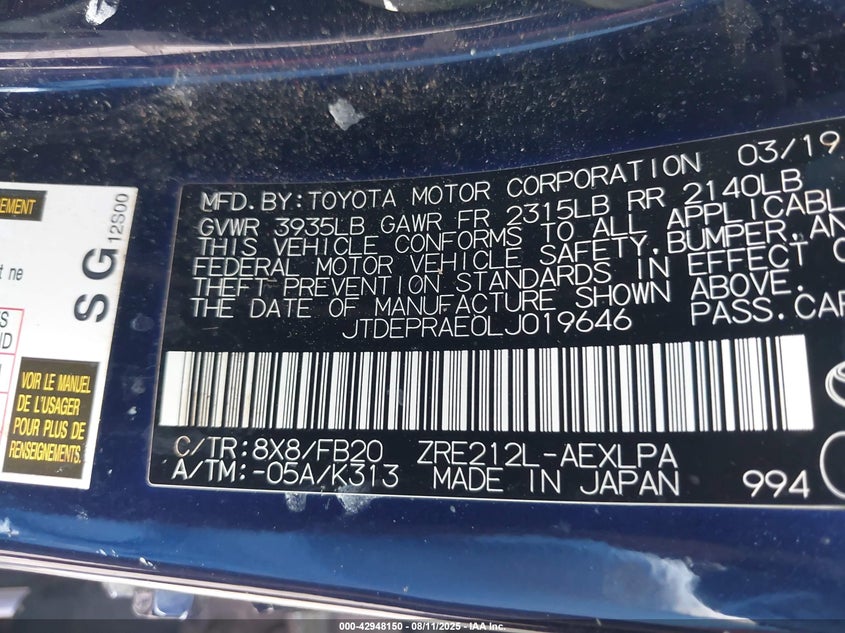 MFD. BY: TOYOTA MOTOR CORPORATION 03/19
GVWR 3935LB GAWR FR 2315LB RR 2140LB
THIS VEHICLE CONFORMS TO ALL APPLICABL
FEDERAL MOTOR VEHICLE SAFETY, BUMPER, AN
THEFT PREVENTION STANDARDS IN EFFECT O
THE DATE OF MANUFACTURE SHOWN ABOVE.
JTDEPRAE0LJ019646 PASS. CAR
C/TR: 8X8/FB20 ZRE212L-AEXLPA
A/TM: -05A/K313 MADE IN JAPAN 994
SG
12S00
EMENT
t ne
S
ND
VOIR LE MANUEL
DE L'USAGER
POUR PLUS DE
RENSEIGNEMENTS.
000-42948150 - 08/11/2025 - IAA Inc.